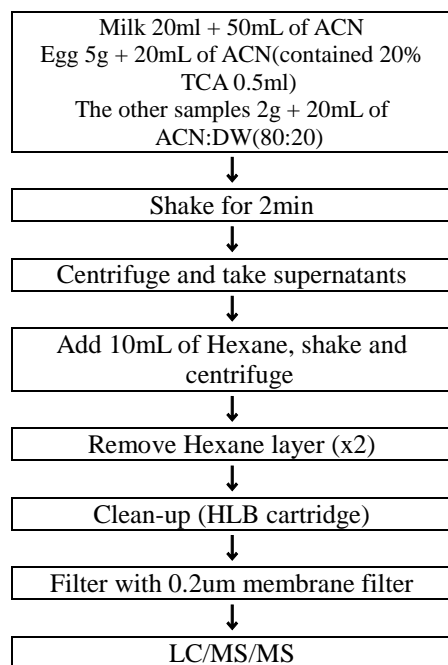 Milk 20ml + 50mL of ACN
Egg 5g + 20mL of ACN(contained 20%
TCA 0.5ml)
The other samples 2g + 20mL of
ACN:DW(80:20)
Shake for 2min
Centrifuge and take supernatants
Add 10mL of Hexane, shake and
centrifuge
Remove Hexane layer (x2)
Clean-up (HLB cartridge)
Filter with 0.2um membrane filter
LC/MS/MS